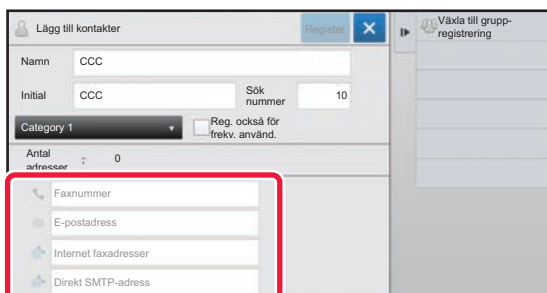 Lägg till kontakter
Register
Växla till grupp-
registrering
Namn
CCC
Initial
CCC
Sök
nummer
10
Category 1
Reg. också för
frekv. använd.
Antal
adresser
:
0
Faxnummer
E-postadress
Internet faxadresser
Direkt SMTP-adress